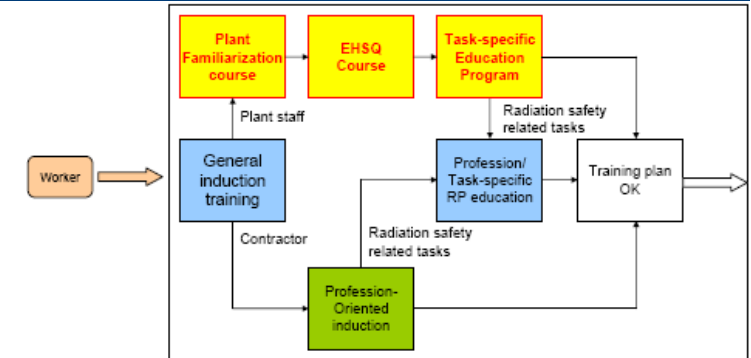 Plant
Familiarization
course
EHSQ
Course
Task-specific
Education
Program
Plant staff
Radiation safety
related tasks
Worker
General
induction
training
Profession/
Task-specific
RP education
Training plan
OK
Contractor
Radiation safety
related tasks
Profession-
Oriented
induction